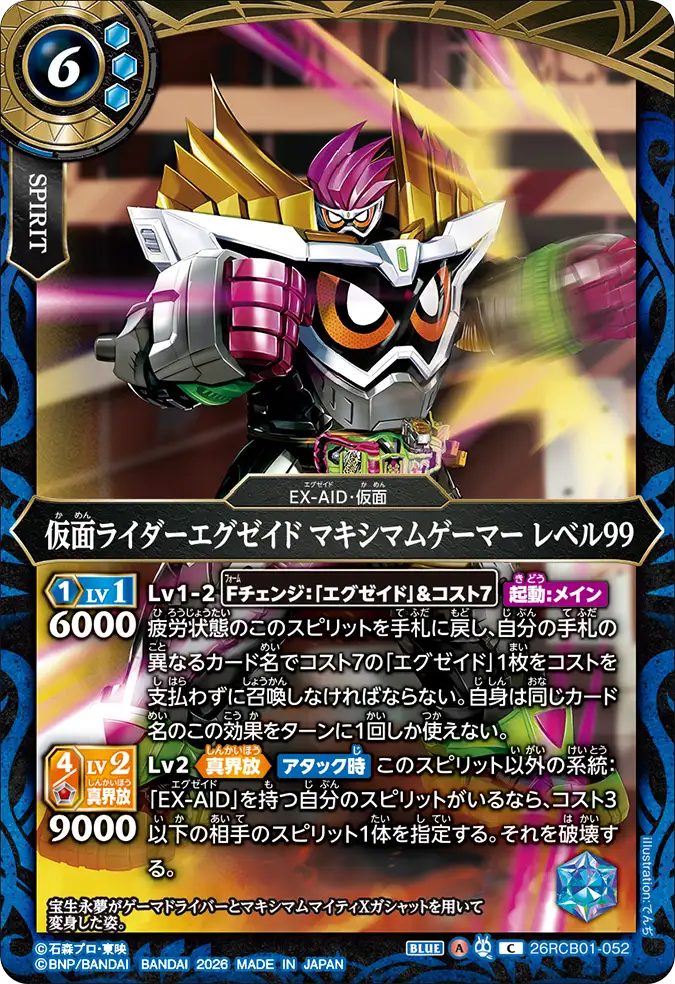 6
SPIRIT
EX-AID・仮面
仮面ライダーエグゼイド マキシマムゲーマー レベル99
1 LV1
6000
Lv1-2 Fチェンジ:「エグゼイド」&コスト7 起動:メイン
疲労状態のこのスピリットを手札に戻し、自分の手札の
異なるカード名でコスト7の「エグゼイド」1枚をコストを
支払わずに召喚しなければならない。自身は同じカード
名のこの効果をターンに1回しか使えない。
4 LV2
真界放
9000
Lv2 真界放 アタック時 このスピリット以外の系統:
「EX-AID」を持つ自分のスピリットがいるなら、コスト3
以下の相手のスピリット1体を指定する。それを破壊す
る。
宝生永夢がゲーマドライバーとマキシマムマイティXガシャットを用いて
変身した姿。
illustration:でんち
©石森プロ・東映
©BNP/BANDAI BANDAI 2026 MADE IN JAPAN
BLUE A C 26RCB01-052